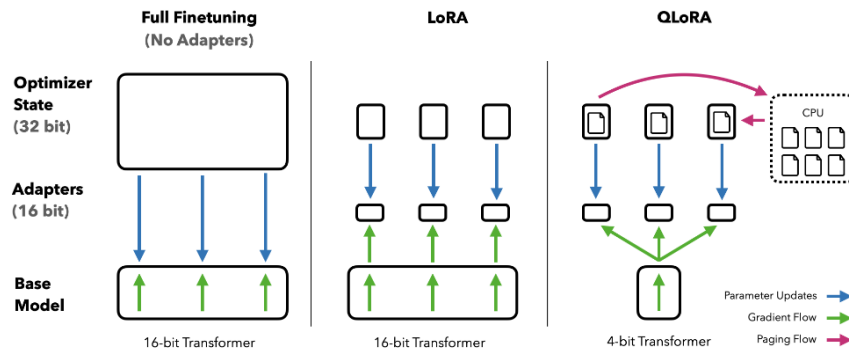 Full Finetuning
(No Adapters)
LoRA
QLoRA
Optimizer
State
(32 bit)
CPU
Adapters
(16 bit)
Base
Model
Parameter Updates
Gradient Flow
Paging Flow
16-bit Transformer
16-bit Transformer
4-bit Transformer